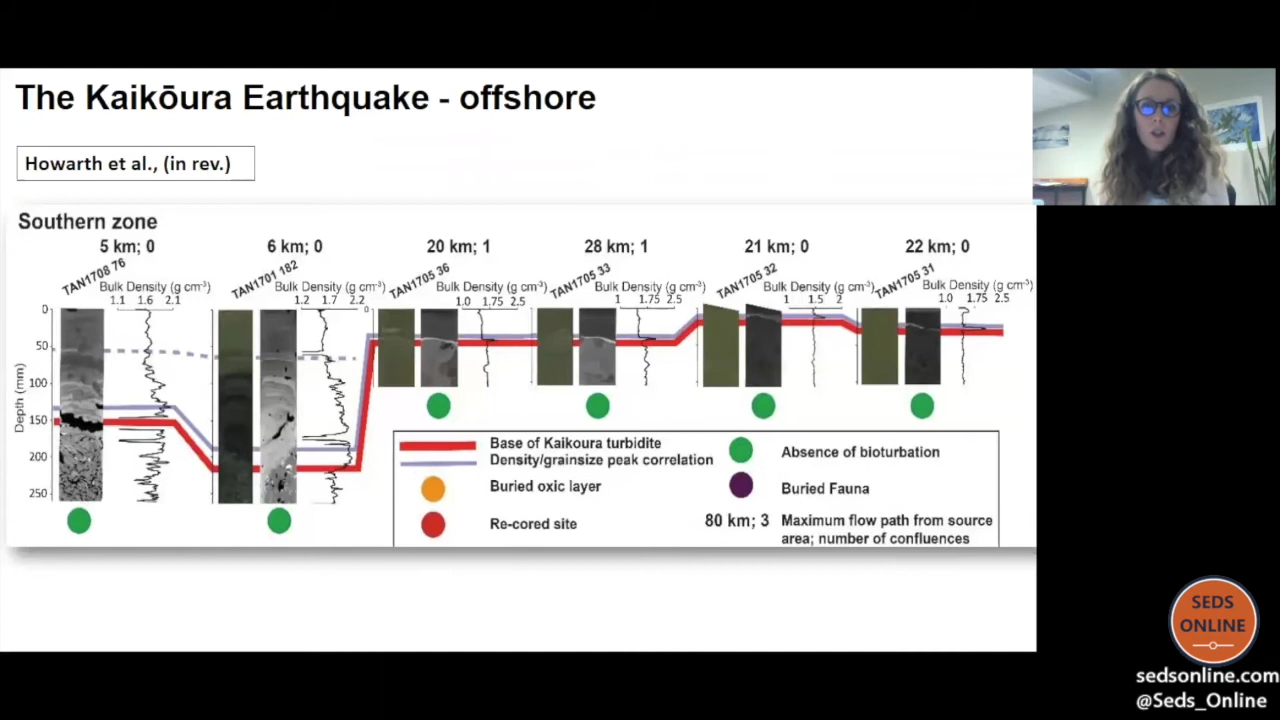 The Kaikōura Earthquake - offshore
Howarth et al., (in rev.)
Southern zone
5 km; 0
6 km; 0
20 km; 1
28 km; 1
21 km; 0
22 km; 0
TAN1708 76
Bulk Density (g cm-3)
1.1 1.6 2.1
TAN1701 182
Bulk Density (g cm-3)
1.2 1.7 2.2
TAN1705 36
Bulk Density (g cm-3)
1.0 1.75 2.5
TAN1705 33
Bulk Density (g cm-3)
1 1.75 2.5
TAN1705 32
Bulk Density (g cm-3)
1 1.5 2
TAN1705 31
Bulk Density (g cm-3)
1.0 1.75 2.5
Depth (mm)
0
50
100
150
200
250
0
Base of Kaikoura turbidite
Density/grainsize peak correlation
Buried oxic layer
Re-cored site
Absence of bioturbation
Buried Fauna
80 km; 3 Maximum flow path from source
area; number of confluences
SEDS
ONLINE
sedsonline.com
@Seds_Online